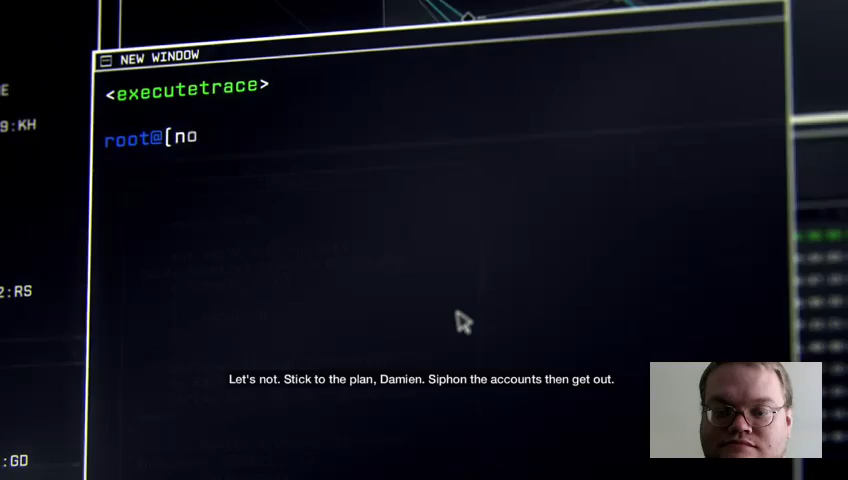 NEW WINDOW
<executetrace>
9:KH
root@[no
2:RS
Let's not. Stick to the plan, Damien. Siphon the accounts then get out.
:GD